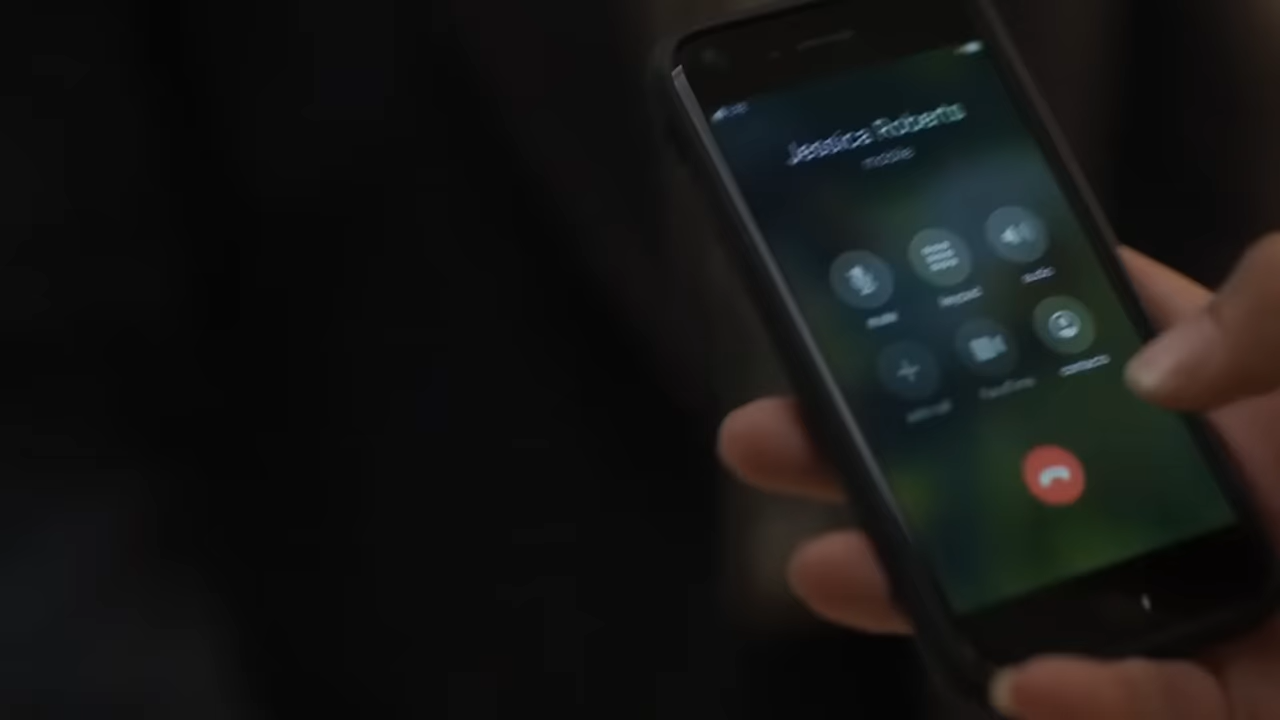 Jessica Roberts
mobile
mute
keypad
audio
add call
FaceTime
contacts